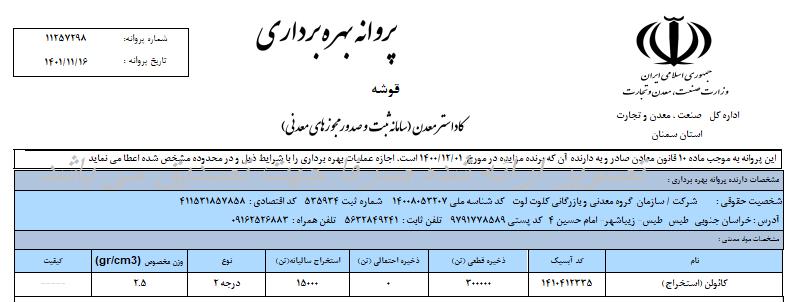 جمهوری اسلامی ایران
وزارت صنعت، معدن و تجارت
اداره کل صنعت ، معدن و تجارت
استان سمنان
پروانه بهره برداری
قوشه
کاداستر معدن (سامانه ثبت و صدور مجوزهای معدنی)
شماره پروانه: ۱۱۲۵۷۲۹۸
تاریخ پروانه : ۱۴۰۱/۱۱/۱۶
این پروانه به موجب ماده ۱۰ قانون معادن صادر و به دارنده آن که برنده مزایده در مورخ ۱۴۰۰/۱۲/۰۱ است. اجازه عملیات بهره برداری را با شرایط ذیل و در محدوده مشخص شده اعطا می نماید
مشخصات دارنده پروانه بهره برداری :
شخصیت حقوقی : شرکت / سازمان گروه معدنی و بازرگانی کلوت لوت کد شناسه ملی ۱۴۰۰۸۰۵۳۲۰۷ شماره ثبت ۵۳۵۹۳۴ کد اقتصادی : ۴۱۱۵۳۱۸۵۷۸۵۸
آدرس : خراسان جنوبی طبس طبس- زیباشهر- امام حسین ۴ کد پستی ۹۷۹۱۷۷۸۵۸۹ تلفن ثابت : ۵۶۳۲۸۴۹۲۴۱ تلفن همراه : ۰۹۱۶۲۵۲۶۸۸۳
مشخصات مواد معدنی :
نام کد آیسیک ذخیره قطعی (تن) ذخیره احتمالی (تن) استخراج سالیانه(تن) نوع وزن مخصوص (gr/cm3) کیفیت
کائولن (استخراج) ۱۴۱۰۴۱۲۳۳۵ ۳۰۰۰۰۰ ۰ ۱۵۰۰۰ درجه ۲ ۲.۵ -----